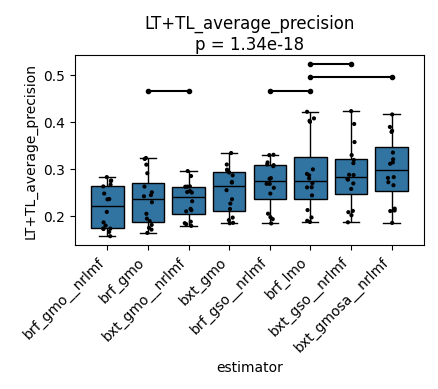 LT+TL_average_precision
p = 1.34e-18
LT+TL_average_precision
0.5
0.4
0.3
0.2
brf_gmo__nrlmf
brf_gmo
bxt_gmo__nrlmf
bxt_gmo
brf_gso__nrlmf
brf_lmo
bxt_gso__nrlmf
bxt_gmosa__nrlmf
estimator